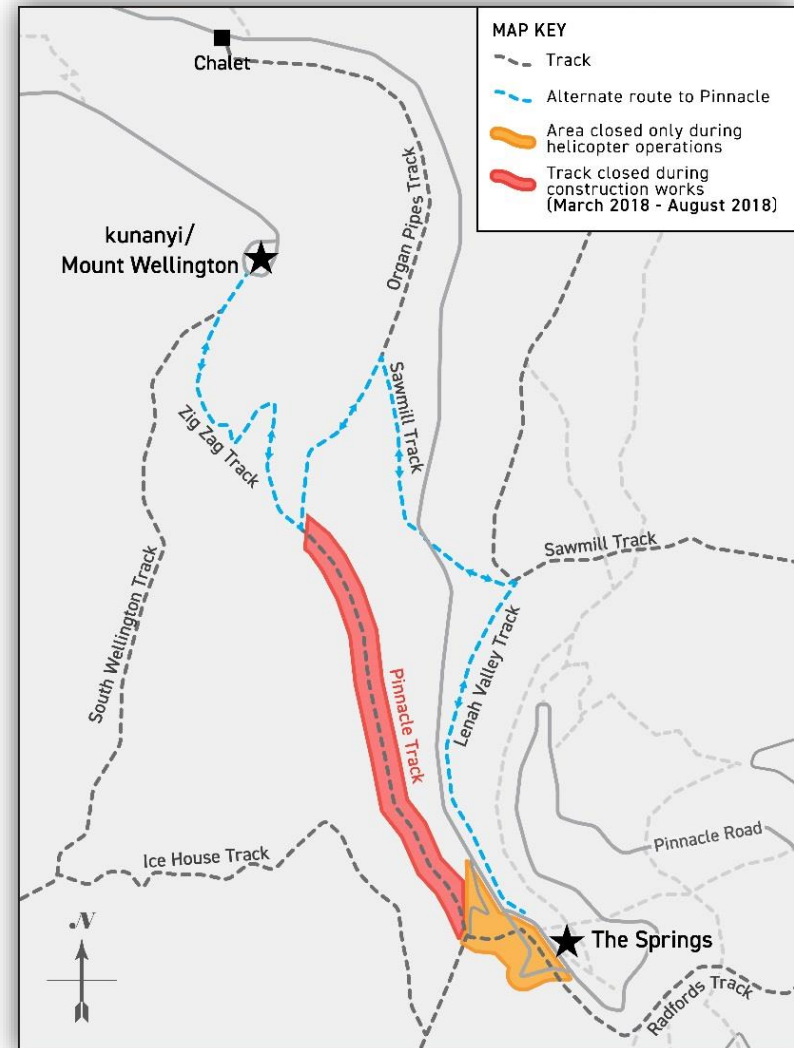 MAP KEY
Track
Alternate route to Pinnacle
Area closed only during
helicopter operations
Track closed during
construction works
(March 2018 - August 2018)
Chalet
Organ Pipes Track
kunanyi/
Mount Wellington
Sawmill Track
Zig Zag Track
Sawmill Track
South Wellington Track
Lenah Valley Track
Pinnacle Track
Pinnacle Road
Ice House Track
N
The Springs
Radfords Track